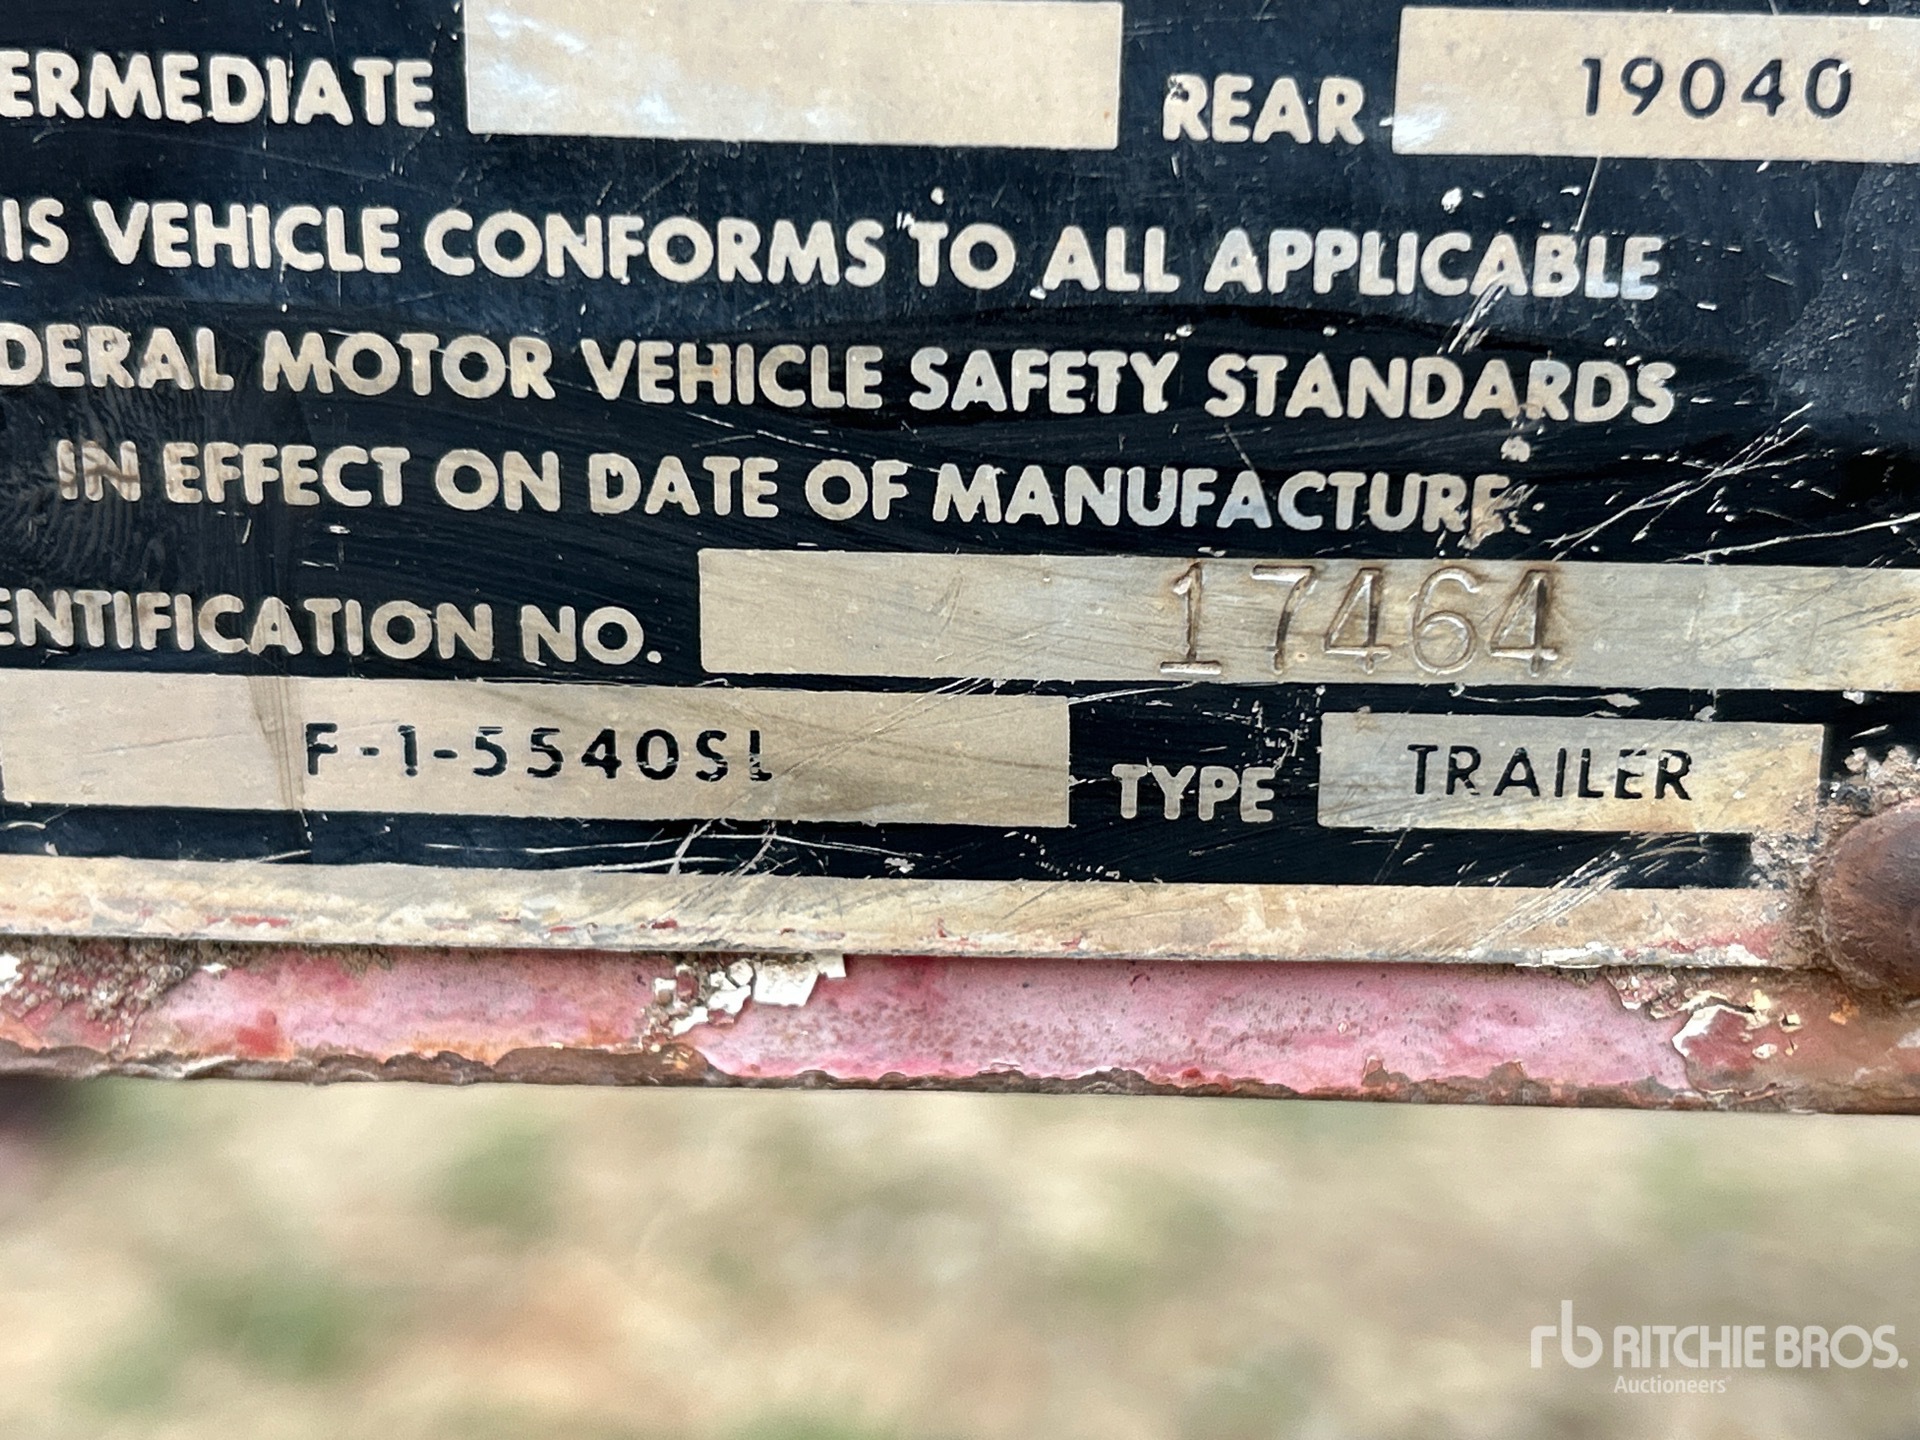 ERMEDIATE REAR 19040
IS VEHICLE CONFORMS TO ALL APPLICABLE
DERAL MOTOR VEHICLE SAFETY STANDARDS
IN EFFECT ON DATE OF MANUFACTURE
ENTIFICATION NO. 17464
F-1-5540SL TYPE TRAILER
rb RITCHIE BROS.
Auctioneers